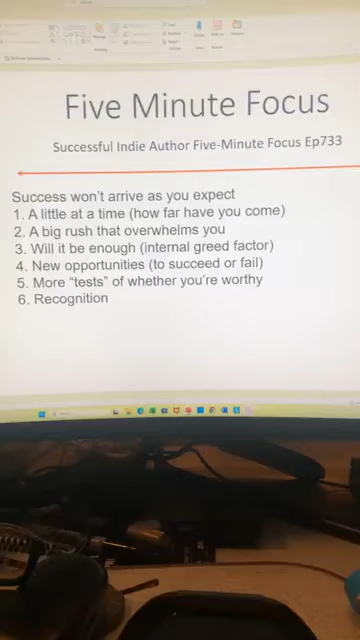 Five Minute Focus
Successful Indie Author Five-Minute Focus Ep733
Success won't arrive as you expect
1. A little at a time (how far have you come)
2. A big rush that overwhelms you
3. Will it be enough (internal greed factor)
4. New opportunities (to succeed or fail)
5. More “tests” of whether you're worthy
6. Recognition